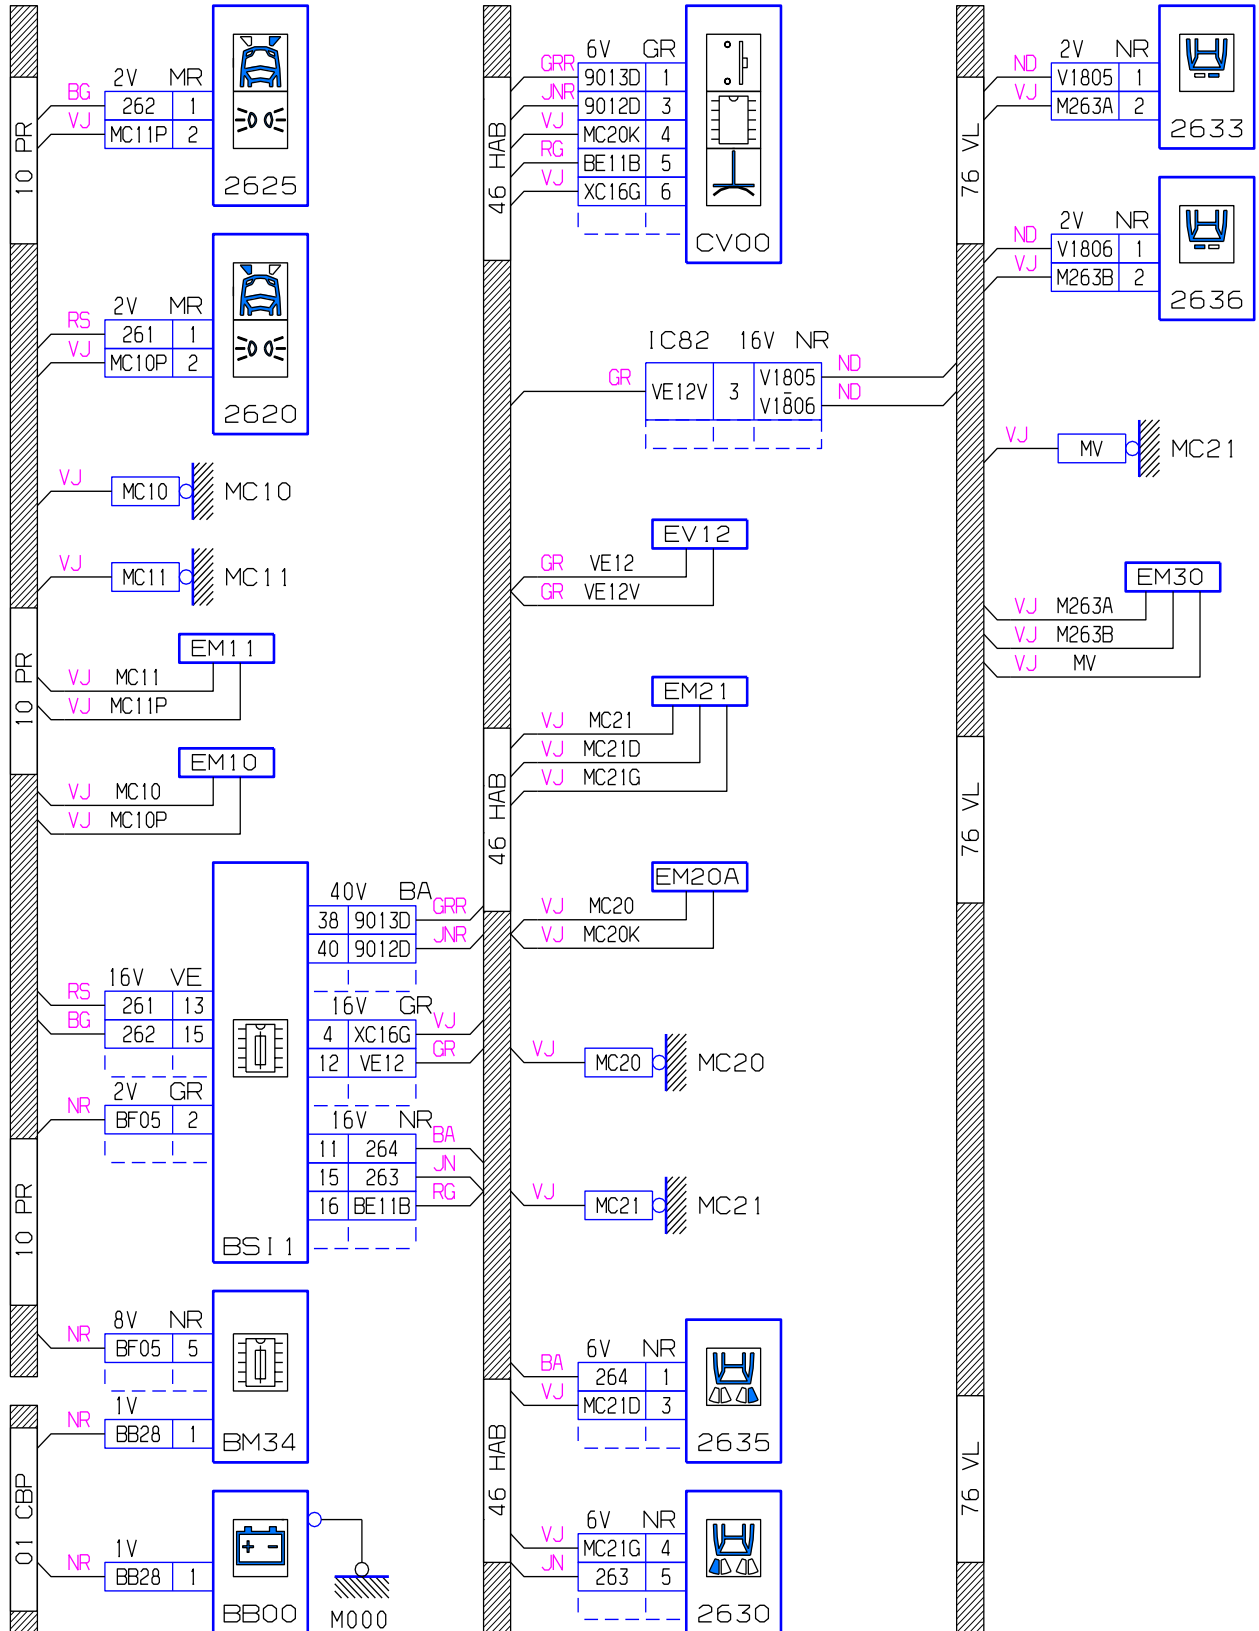 10 PR
2V MR
BG 262 1
VJ MC11P 2
2625
2V MR
RS 261 1
VJ MC10P 2
2620
VJ MC10 MC10
VJ MC11 MC11
10 PR
EM11
VJ MC11
VJ MC11P
EM10
VJ MC10
VJ MC10P
40V BA
38 9013D GRR
40 9012D JNR
16V VE
RS 261 13
BG 262 15
16V GR
4 XC16G VJ
12 VE12 GR
2V GR
NR BF05 2
16V NR
11 264 BA
15 263 JN
16 BE11B RG
BSI1
10 PR
8V NR
NR BF05 5
1V
NR BB28 1
BM34
01 CBP
1V
NR BB28 1
BB00
M000
46 HAB
6V GR
GRR 9013D 1
JNR 9012D 3
VJ MC20K 4
RG BE11B 5
VJ XC16G 6
CV00
IC82 16V NR
GR VE12V 3 V1805 ND
V1806 ND
EV12
GR VE12
GR VE12V
EM21
VJ MC21
VJ MC21D
VJ MC21G
46 HAB
EM20A
VJ MC20
VJ MC20K
VJ MC20 MC20
VJ MC21 MC21
6V NR
BA 264 1
VJ MC21D 3
2635
46 HAB
6V NR
VJ MC21G 4
JN 263 5
2630
76 VL
2V NR
ND V1805 1
VJ M263A 2
2633
2V NR
ND V1806 1
VJ M263B 2
2636
VJ MV MC21
EM30
VJ M263A
VJ M263B
VJ MV
76 VL
76 VL